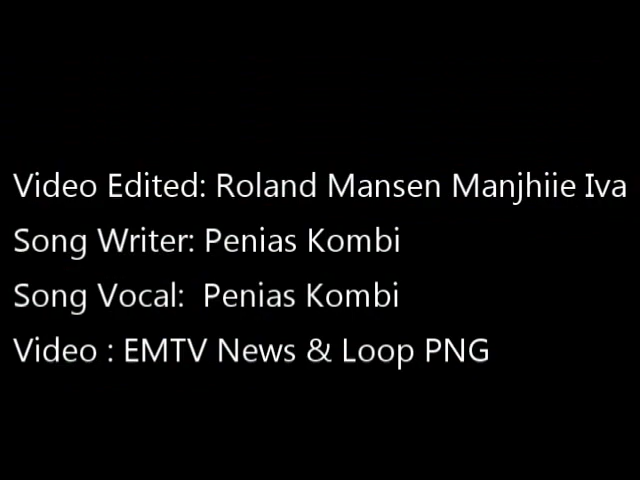 Video Edited: Roland Mansen Manjhiie Iva
Song Writer: Penias Kombi
Song Vocal:  Penias Kombi
Video : EMTV News & Loop PNG